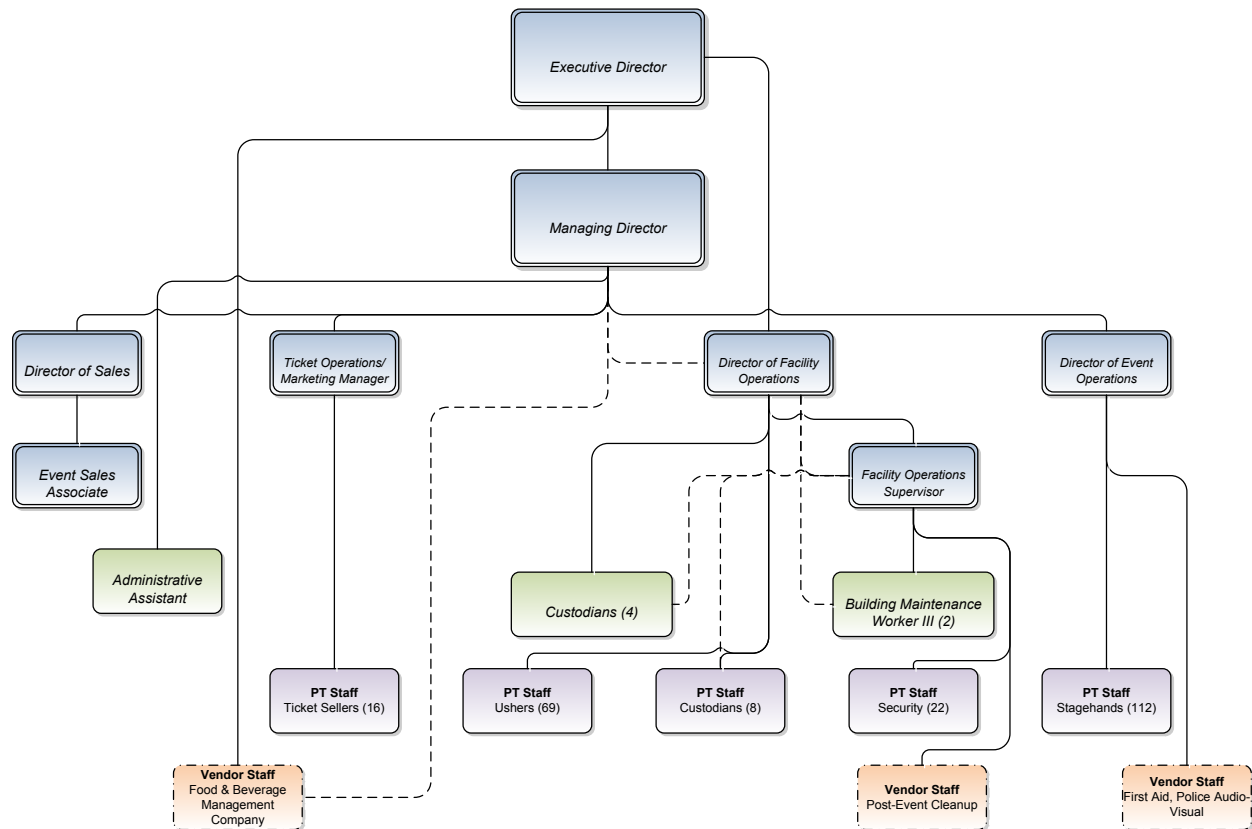 Executive Director
Managing Director
Director of Sales
Ticket Operations/
Marketing Manager
Director of Facility
Operations
Director of Event
Operations
Event Sales
Associate
Facility Operations
Supervisor
Administrative
Assistant
Custodians (4)
Building Maintenance
Worker III (2)
PT Staff
Ticket Sellers (16)
PT Staff
Ushers (69)
PT Staff
Custodians (8)
PT Staff
Security (22)
PT Staff
Stagehands (112)
Vendor Staff
Food & Beverage
Management
Company
Vendor Staff
Post-Event Cleanup
Vendor Staff
First Aid, Police Audio-
Visual